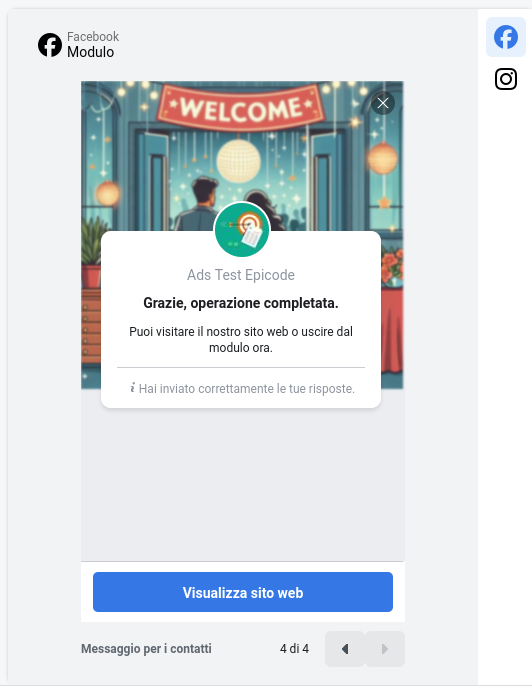 Facebook
Modulo
WELCOME
Ads Test Epicode
Grazie, operazione completata.
Puoi visitare il nostro sito web o uscire dal
modulo ora.
i Hai inviato correttamente le tue risposte.
Visualizza sito web
Messaggio per i contatti
4 di 4